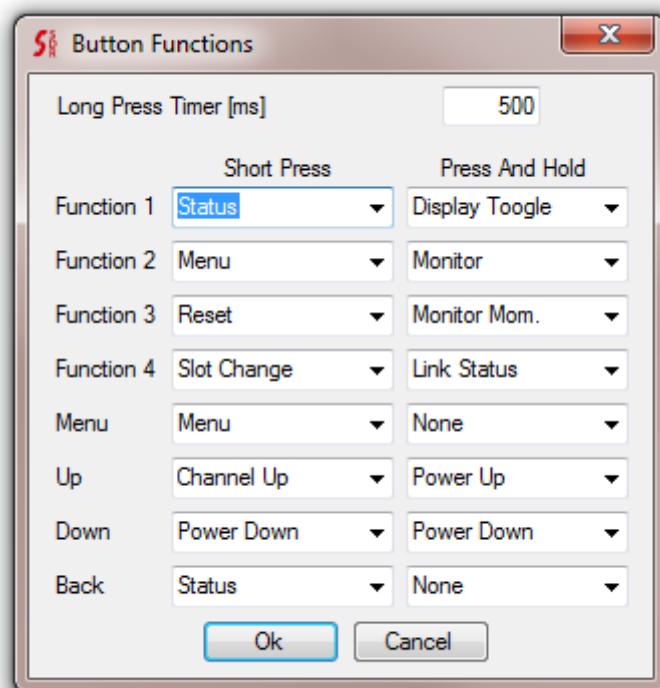 Button Functions
Long Press Timer [ms] 500
Short Press Press And Hold
Function 1 Status Display Toogle
Function 2 Menu Monitor
Function 3 Reset Monitor Mom.
Function 4 Slot Change Link Status
Menu Menu None
Up Channel Up Power Up
Down Power Down Power Down
Back Status None
Ok Cancel